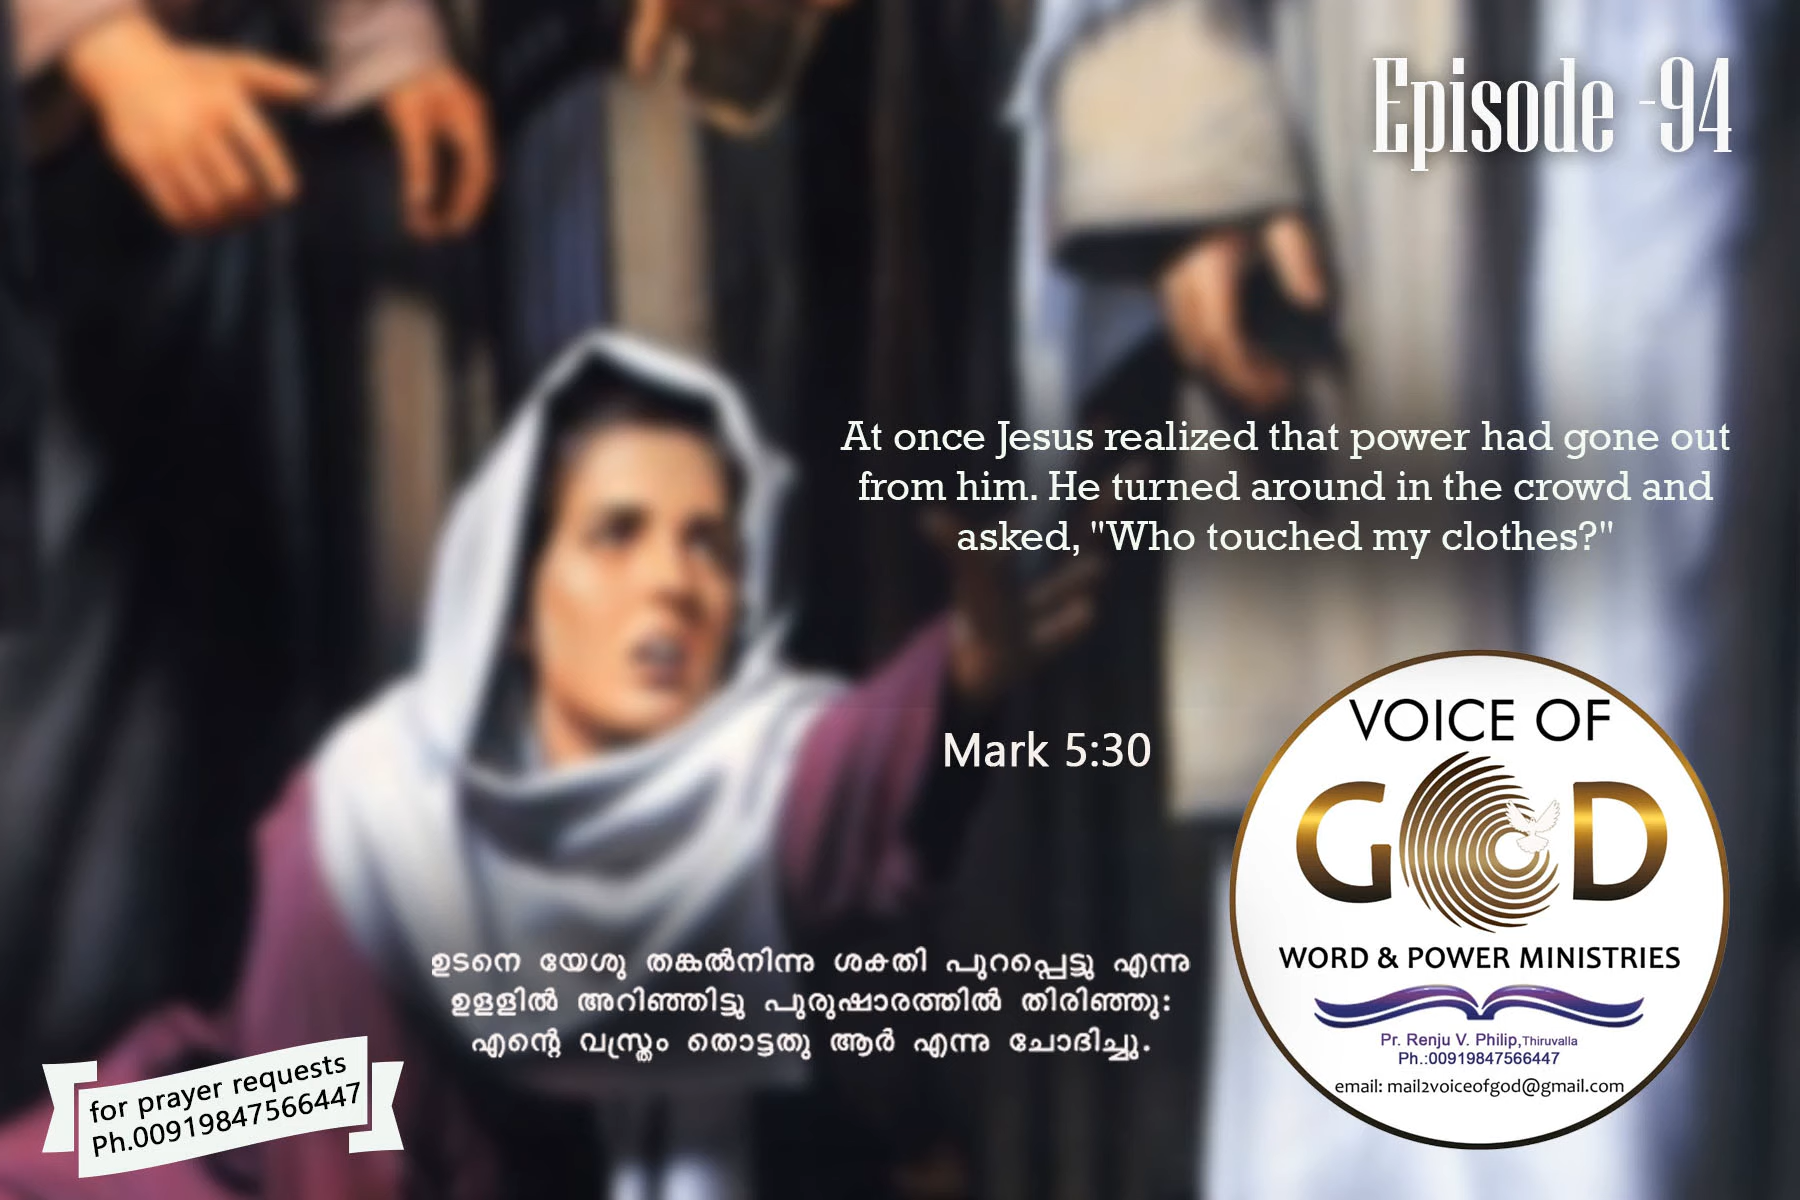 Episode -94
At once Jesus realized that power had gone out
from him. He turned around in the crowd and
asked, "Who touched my clothes?"
Mark 5:30
ഉടനെ യേശു തങ്കൽനിന്നു ശക്തി പുറപ്പെട്ടു എന്നു
ഉളളിൽ അറിഞ്ഞിട്ടു പുരുഷാരത്തിൽ തിരിഞ്ഞു:
എന്റെ വസ്ത്രം തൊട്ടതു ആർ എന്നു ചോദിച്ചു.
for prayer requests
Ph.00919847566447
VOICE OF
GOD
WORD & POWER MINISTRIES
Pr. Renju V. Philip,Thiruvalla
Ph.:00919847566447
email: mail2voiceofgod@gmail.com